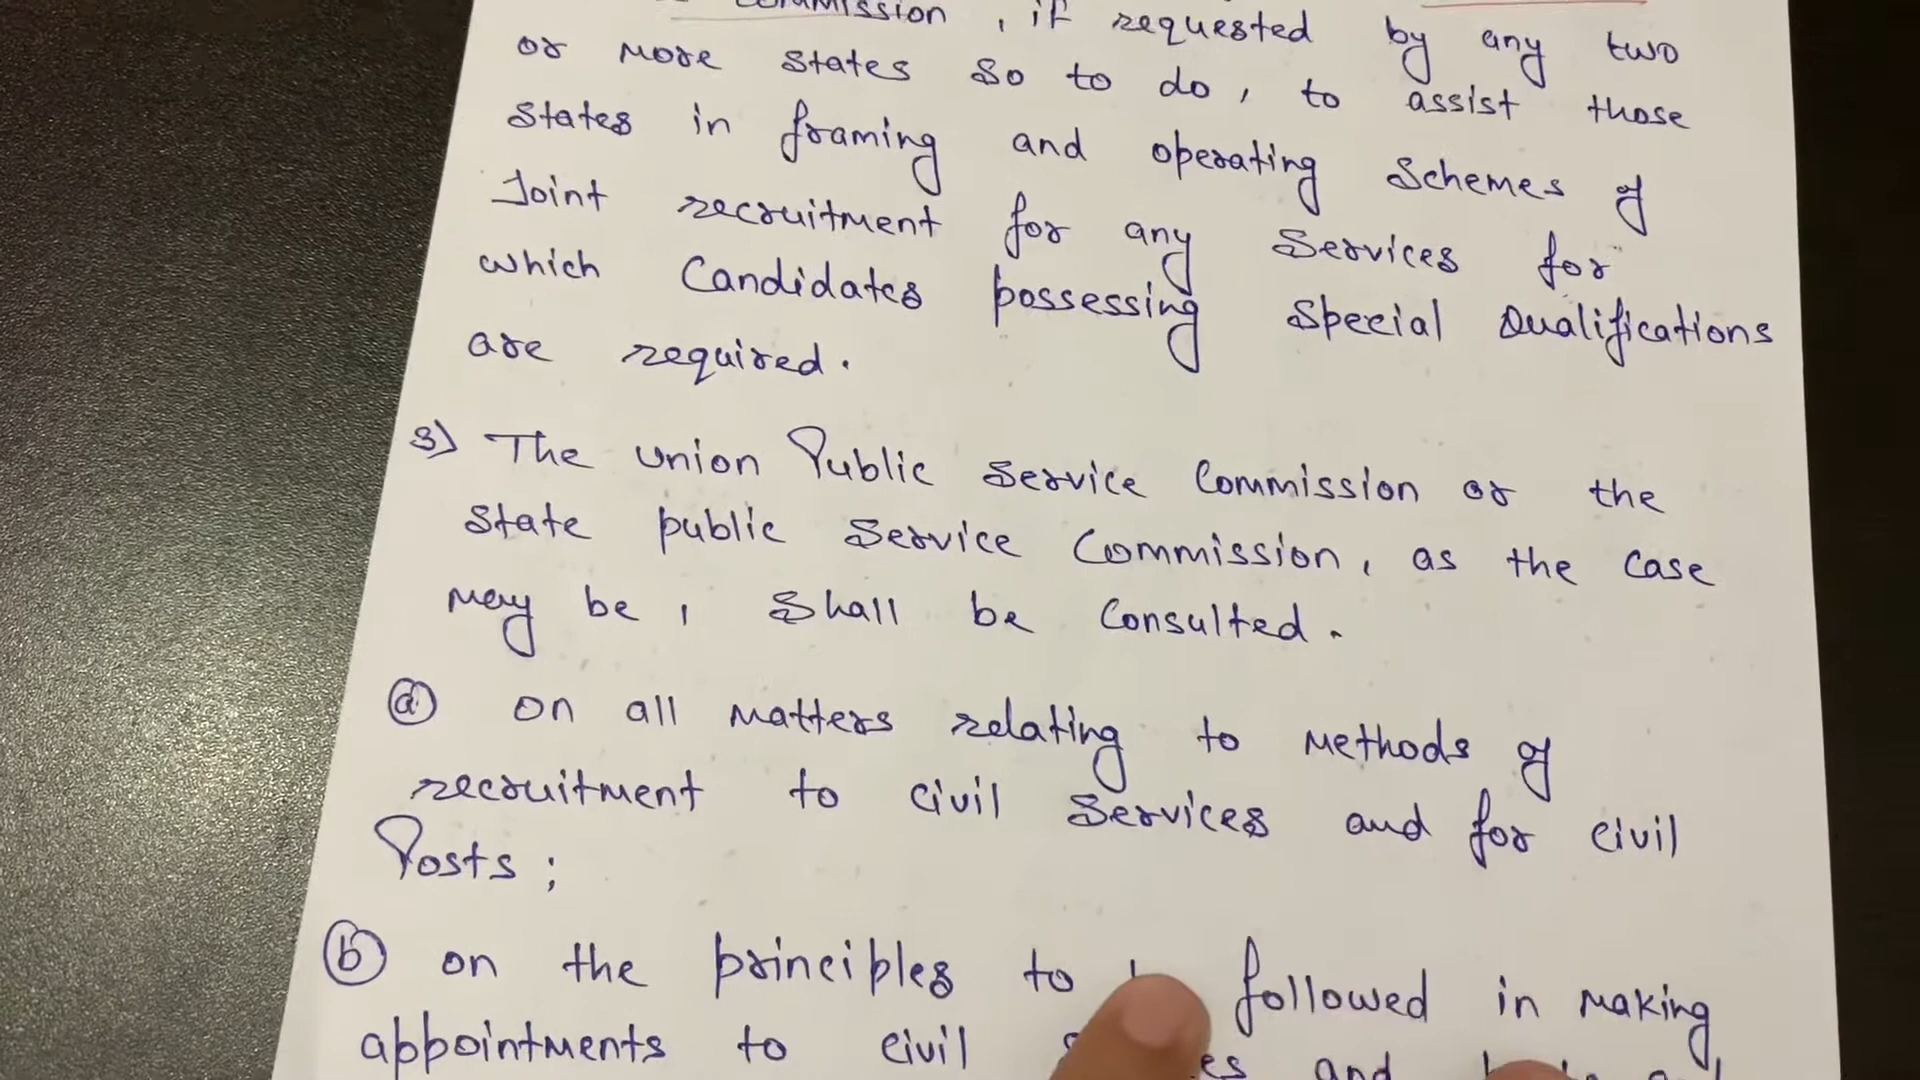 Commission, if requested by any two
or more states so to do, to assist those
states in framing and operating schemes of
Joint recruitment for any Services for
which Candidates possessing special Qualifications
are required.
3) The union Public Service Commission or the
state public Service Commission, as the case
may be, Shall be Consulted.
(a) on all matters relating to methods of
recruitment to civil Services and for civil
Posts;
(b) on the principles to followed in making
appointments to civil and